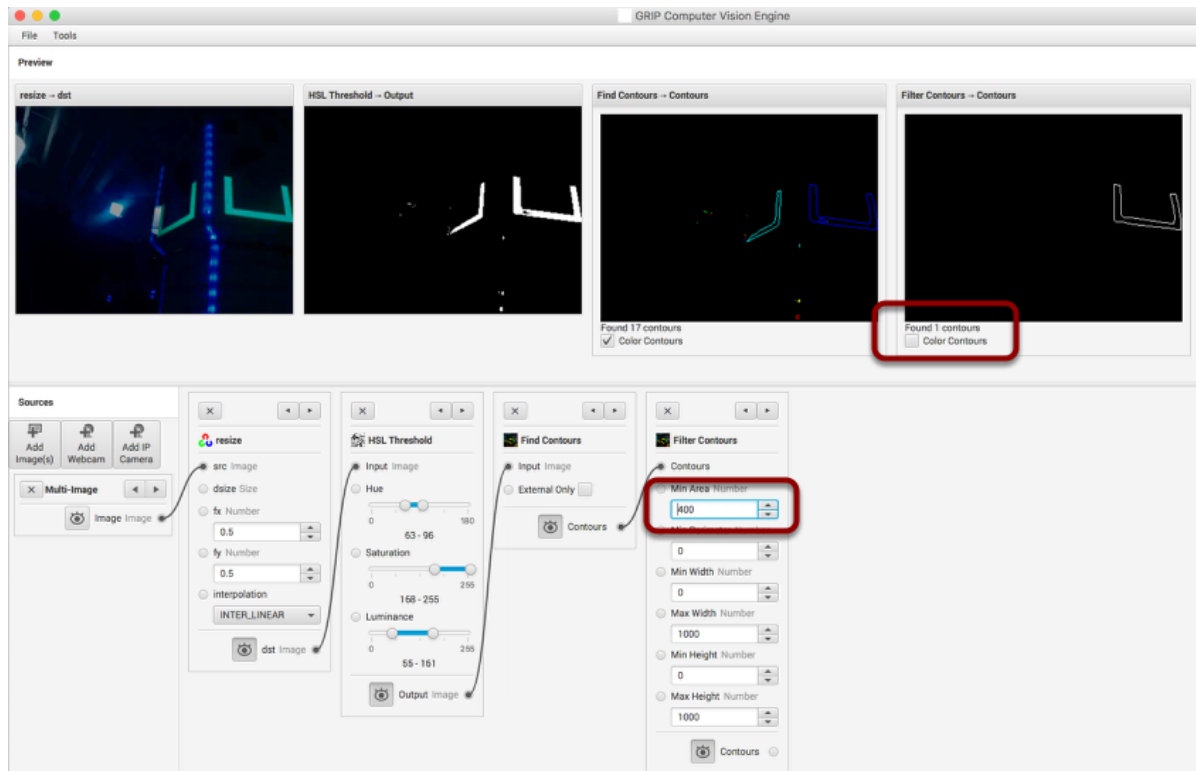 GRIP Computer Vision Engine
File Tools
Preview
resize → dst
HSL Threshold → Output
Find Contours → Contours
Filter Contours → Contours
Found 17 contours
Color Contours
Found 1 contours
Color Contours
Sources
Add Image(s)
Add Webcam
Add IP Camera
Multi-Image
Image Image
resize
src Image
dsize Size
fx Number
0.5
fy Number
0.5
interpolation
INTER_LINEAR
dst Image
HSL Threshold
Input Image
Hue
0 180
63 - 96
Saturation
0 255
168 - 255
Luminance
0 255
55 - 161
Output Image
Find Contours
Input Image
External Only
Contours
Filter Contours
Contours
Min Area Number
400
Min Perimeter Number
0
Min Width Number
0
Max Width Number
1000
Min Height Number
0
Max Height Number
1000
Contours